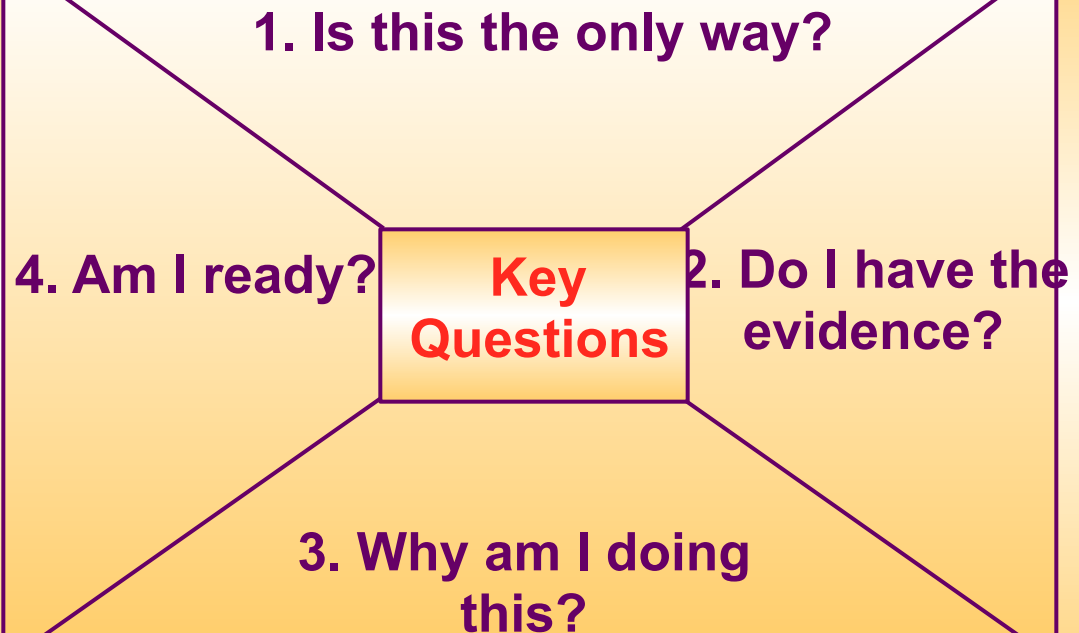 1. Is this the only way?
4. Am I ready?
Key
Questions
2. Do I have the
evidence?
3. Why am I doing
this?